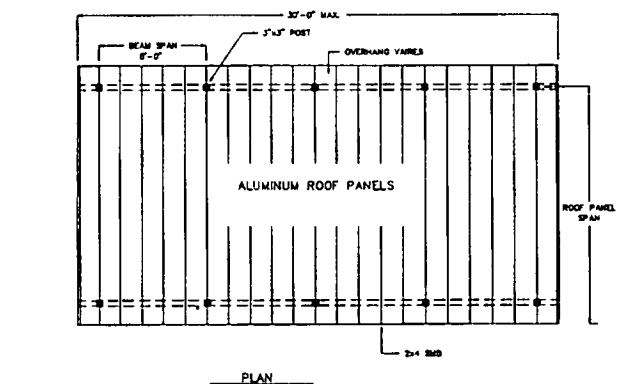 30'-0" MAX.
3"x3" POST
BEAM SPAN
8'-0"
OVERHANG VARIES
ALUMINUM ROOF PANELS
ROOF PANEL
SPAN
2x4 SMB
PLAN